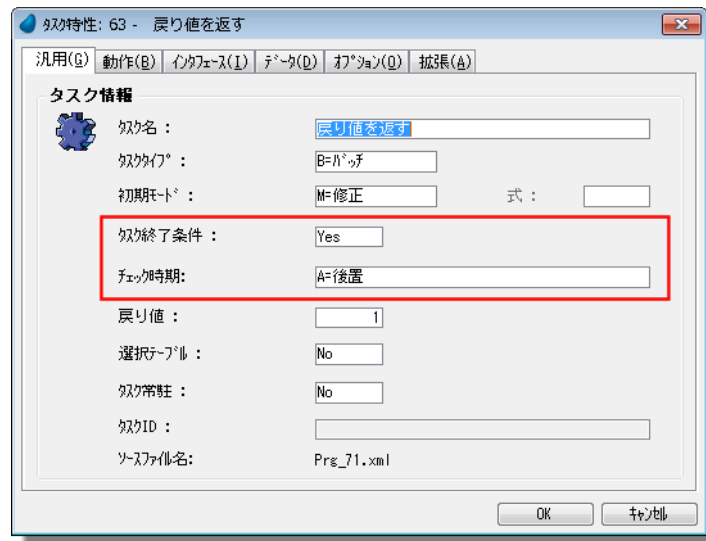 ﾀｽｸ特性: 63 -  戻り値を返す
汎用(G) 動作(B) ｲﾝﾀﾌｪｰｽ(I) ﾃﾞｰﾀ(D) ｵﾌﾟｼｮﾝ(O) 拡張(A)
タスク情報
ﾀｽｸ名 : 戻り値を返す
ﾀｽｸﾀｲﾌﾟ : B=ﾊﾞｯﾁ
初期ﾓｰﾄﾞ : M=修正 式 :
ﾀｽｸ終了条件 : Yes
ﾁｪｯｸ時期: A=後置
戻り値 : 1
選択ﾃｰﾌﾞﾙ : No
ﾀｽｸ常駐 : No
ﾀｽｸID :
ｿｰｽﾌｧｲﾙ名: Prg_71.xml
OK ｷｬﾝｾﾙ